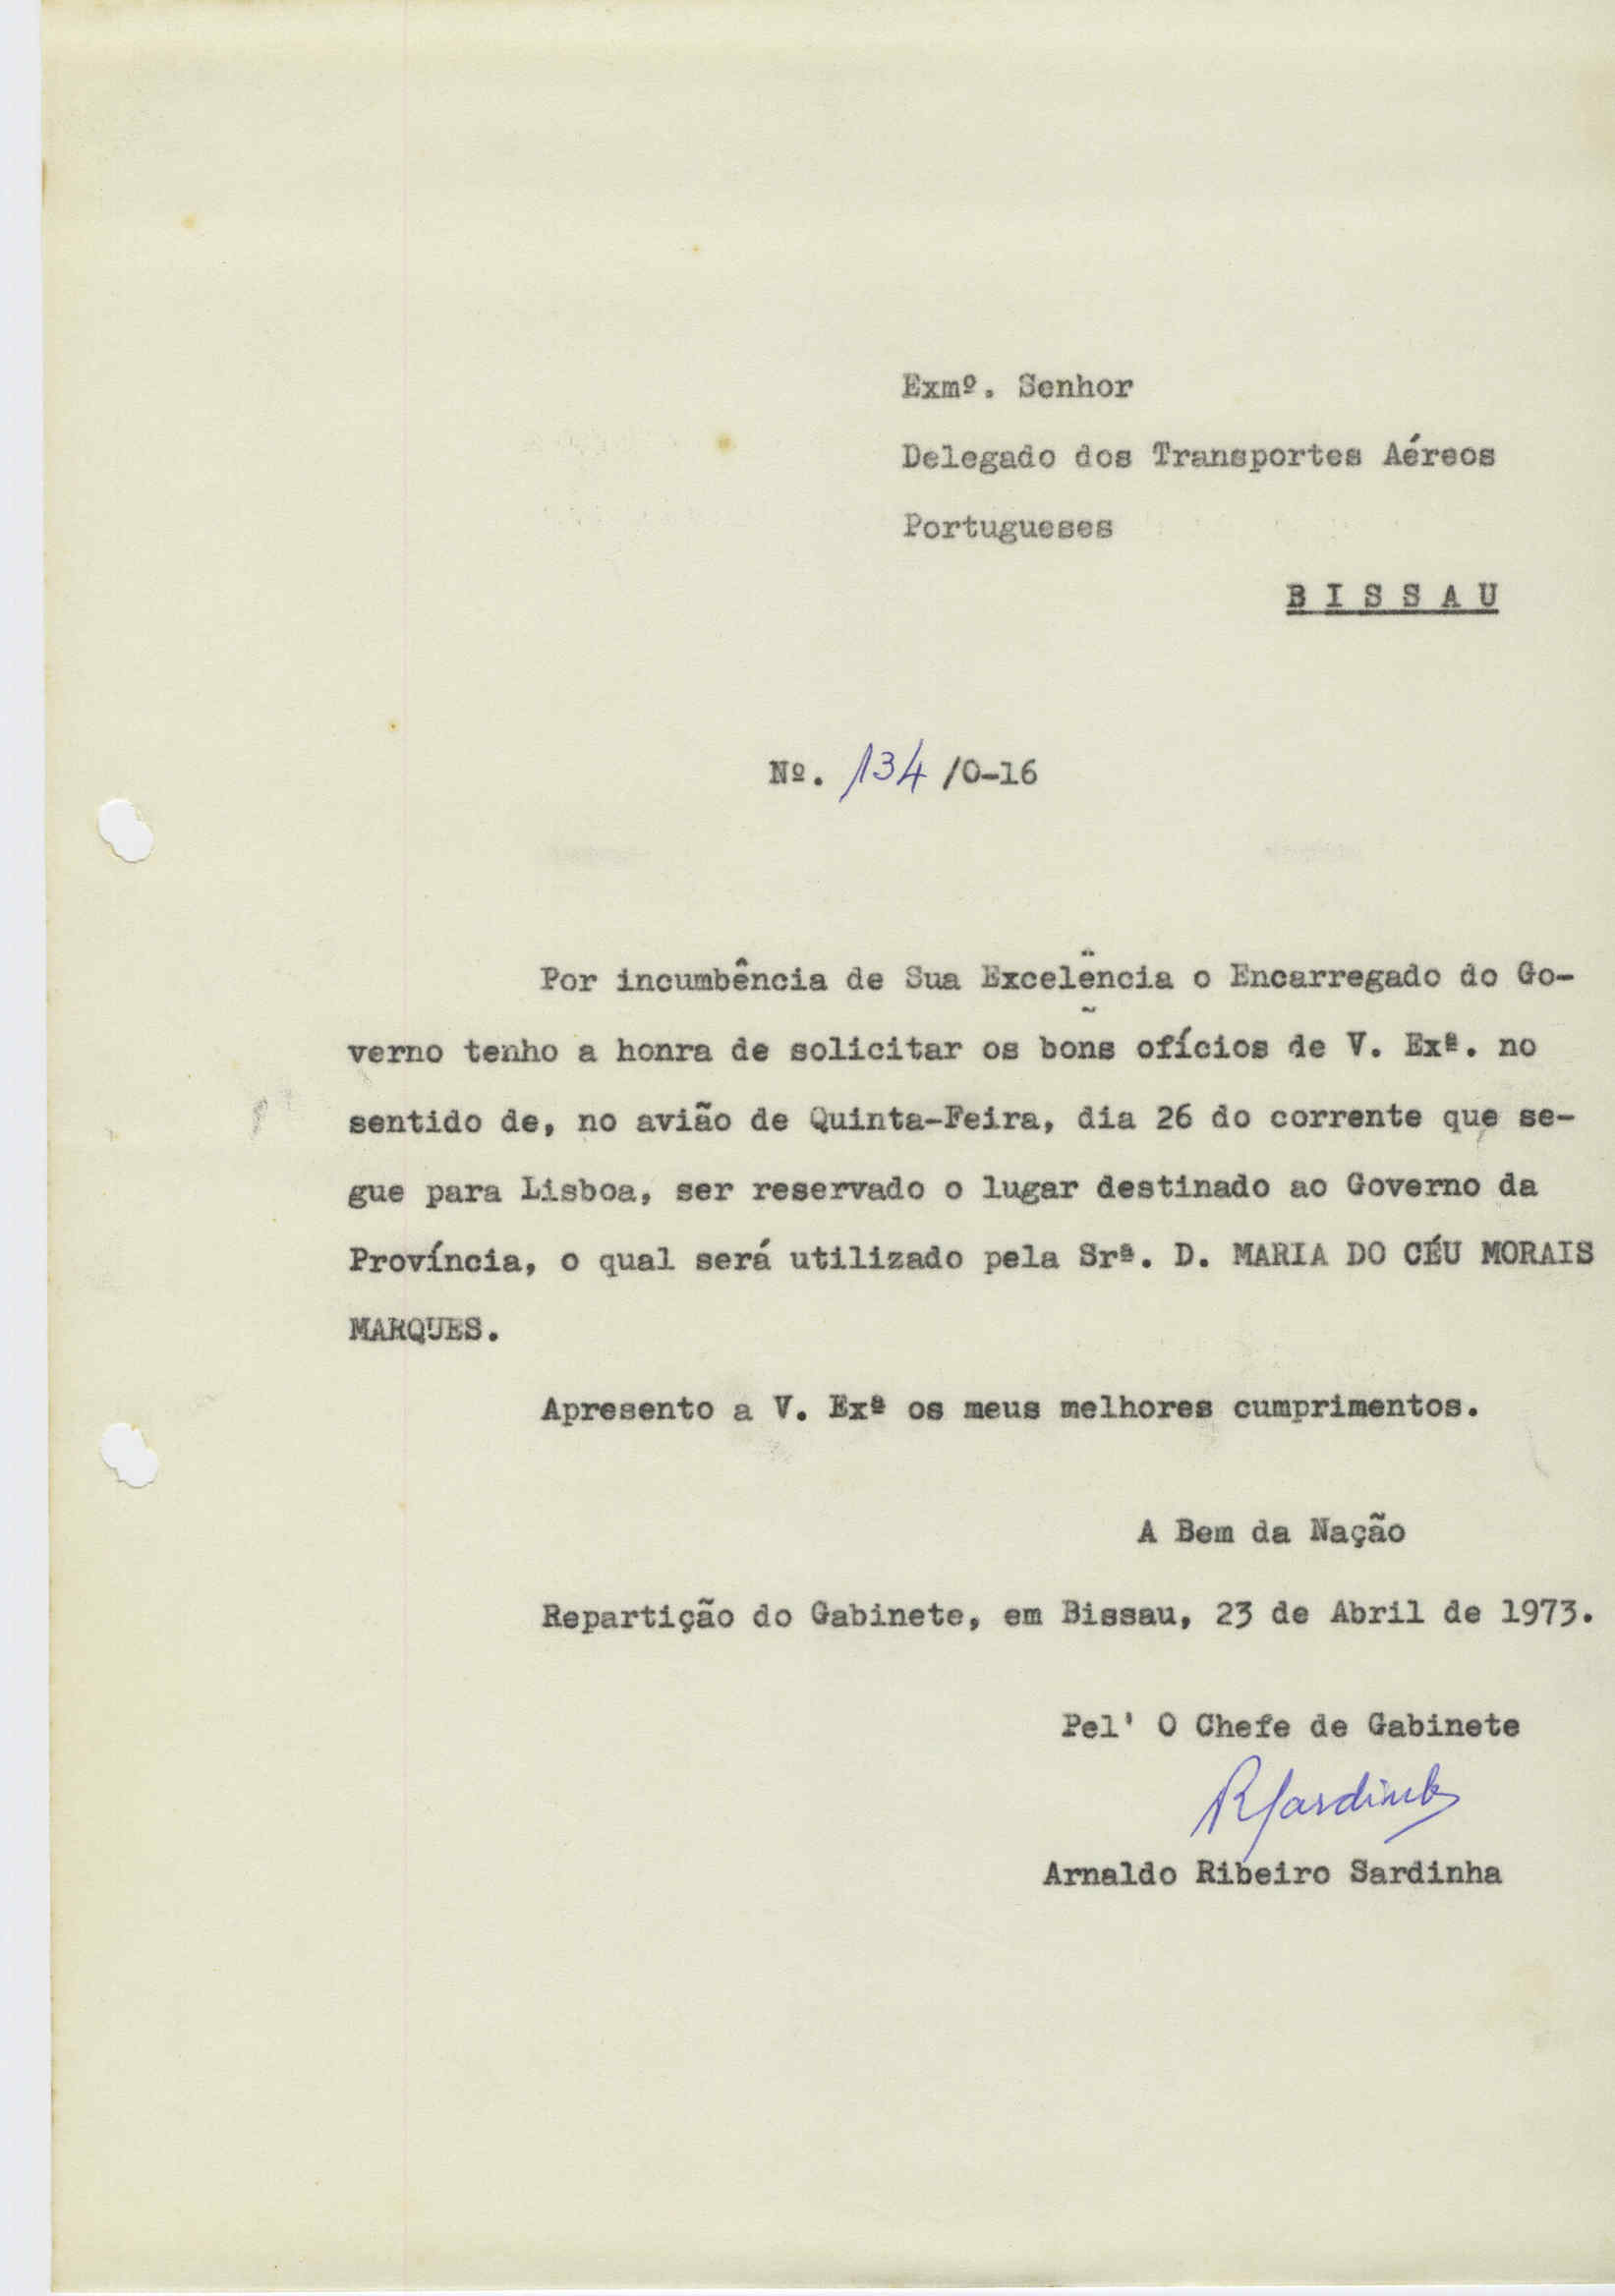 Exmº. Senhor
Delegado dos Transportes Aéreos
Portugueses
B I S S A U
Nº. 134 /O-16
Por incumbência de Sua Excelência o Encarregado do Go-
verno tenho a honra de solicitar os bons ofícios de V. Exª. no
sentido de, no avião de Quinta-Feira, dia 26 do corrente que se-
gue para Lisboa, ser reservado o lugar destinado ao Governo da
Província, o qual será utilizado pela Srª. D. MARIA DO CÉU MORAIS
MARQUES.
Apresento a V. Exª os meus melhores cumprimentos.
A Bem da Nação
Repartição do Gabinete, em Bissau, 23 de Abril de 1973.
Pel' O Chefe de Gabinete
RSardinha
Arnaldo Ribeiro Sardinha